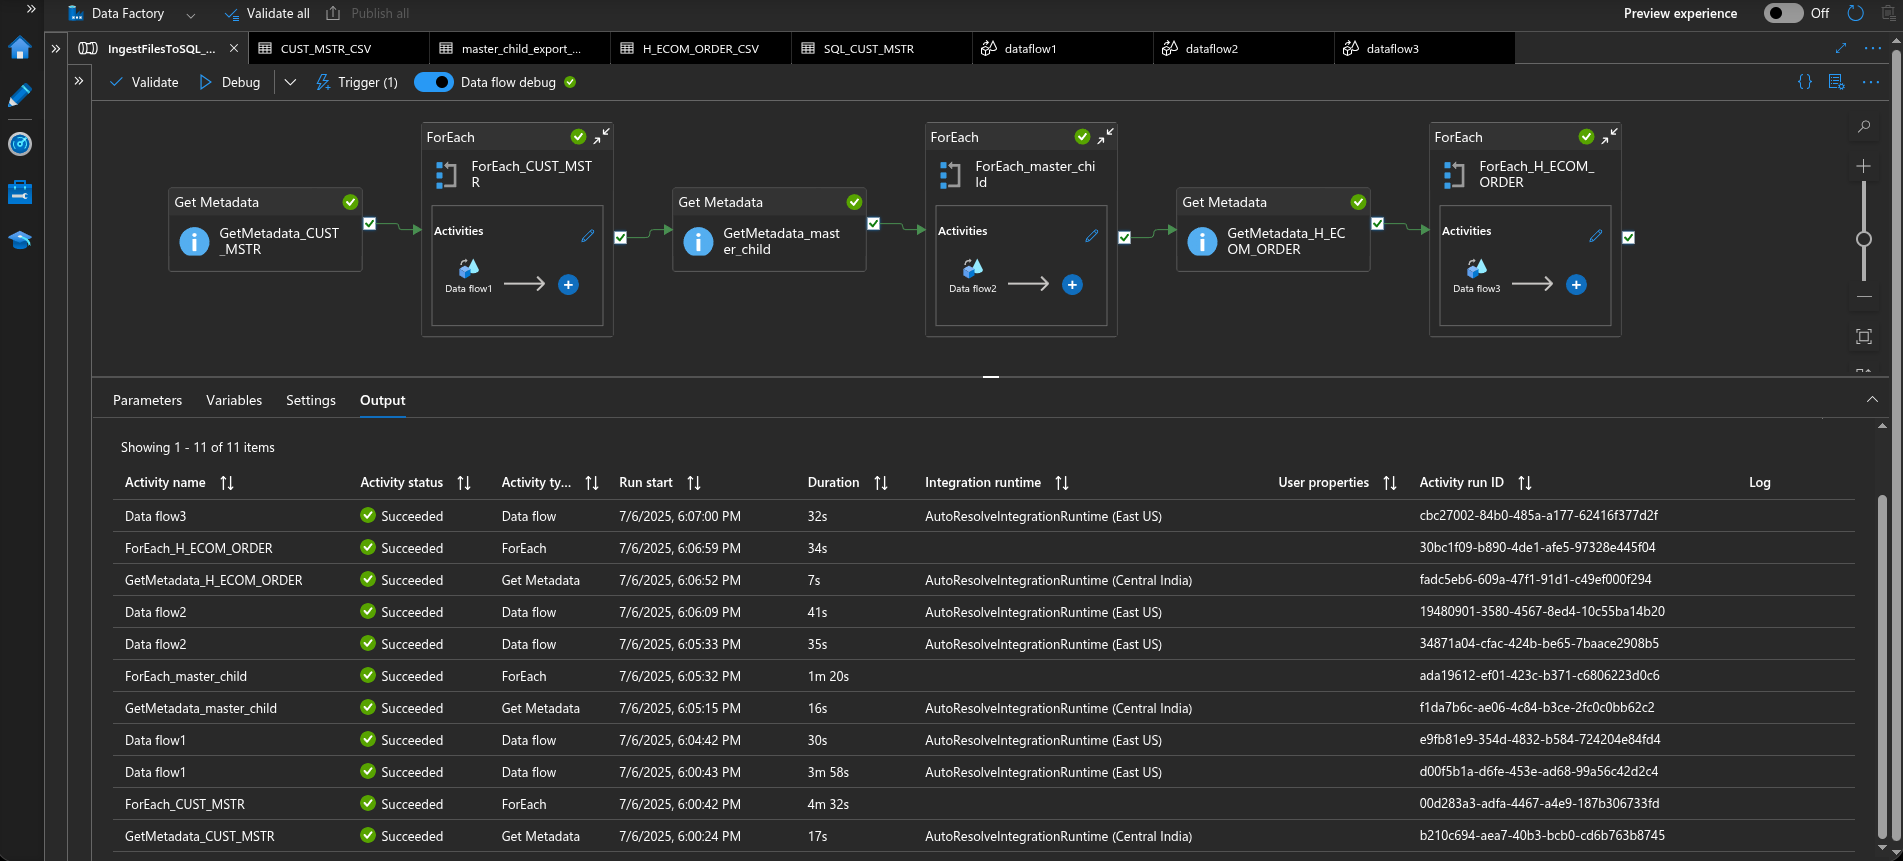 Data Factory Validate all Publish all Preview experience Off
IngestFilesToSQL_... CUST_MSTR_CSV master_child_export_... H_ECOM_ORDER_CSV SQL_CUST_MSTR dataflow1 dataflow2 dataflow3
Validate Debug Trigger (1) Data flow debug
Get Metadata
GetMetadata_CUST
_MSTR
ForEach
ForEach_CUST_MST
R
Activities
Data flow1
Get Metadata
GetMetadata_mast
er_child
ForEach
ForEach_master_chi
ld
Activities
Data flow2
Get Metadata
GetMetadata_H_EC
OM_ORDER
ForEach
ForEach_H_ECOM_
ORDER
Activities
Data flow3
Parameters Variables Settings Output
Showing 1 - 11 of 11 items
Activity name Activity status Activity ty... Run start Duration Integration runtime User properties Activity run ID Log
Data flow3 Succeeded Data flow 7/6/2025, 6:07:00 PM 32s AutoResolveIntegrationRuntime (East US) cbc27002-84b0-485a-a177-62416f377d2f
ForEach_H_ECOM_ORDER Succeeded ForEach 7/6/2025, 6:06:59 PM 34s 30bc1f09-b890-4de1-afe5-97328e445f04
GetMetadata_H_ECOM_ORDER Succeeded Get Metadata 7/6/2025, 6:06:52 PM 7s AutoResolveIntegrationRuntime (Central India) fadc5eb6-609a-47f1-91d1-c49ef000f294
Data flow2 Succeeded Data flow 7/6/2025, 6:06:09 PM 41s AutoResolveIntegrationRuntime (East US) 19480901-3580-4567-8ed4-10c55ba14b20
Data flow2 Succeeded Data flow 7/6/2025, 6:05:33 PM 35s AutoResolveIntegrationRuntime (East US) 34871a04-cfac-424b-be65-7baace2908b5
ForEach_master_child Succeeded ForEach 7/6/2025, 6:05:32 PM 1m 20s ada19612-ef01-423c-b371-c6806223d0c6
GetMetadata_master_child Succeeded Get Metadata 7/6/2025, 6:05:15 PM 16s AutoResolveIntegrationRuntime (Central India) f1da7b6c-ae06-4c84-b3ce-2fc0c0bb62c2
Data flow1 Succeeded Data flow 7/6/2025, 6:04:42 PM 30s AutoResolveIntegrationRuntime (East US) e9fb81e9-354d-4832-b584-724204e84fd4
Data flow1 Succeeded Data flow 7/6/2025, 6:00:43 PM 3m 58s AutoResolveIntegrationRuntime (East US) d00f5b1a-d6fe-453e-ad68-99a56c42d2c4
ForEach_CUST_MSTR Succeeded ForEach 7/6/2025, 6:00:42 PM 4m 32s 00d283a3-adfa-4467-a4e9-187b306733fd
GetMetadata_CUST_MSTR Succeeded Get Metadata 7/6/2025, 6:00:24 PM 17s AutoResolveIntegrationRuntime (Central India) b210c694-aea7-40b3-bcb0-cd6b763b8745